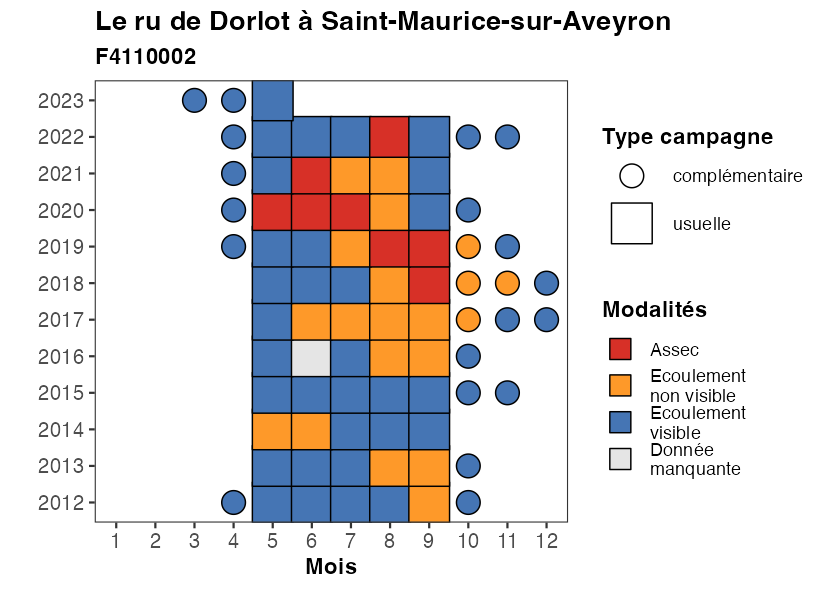 Le ru de Dorlot à Saint-Maurice-sur-Aveyron
F4110002
2023
2022
2021
2020
2019
2018
2017
2016
2015
2014
2013
2012
1 2 3 4 5 6 7 8 9 10 11 12
Mois
Type campagne
complémentaire
usuelle
Modalités
Assec
Ecoulement
non visible
Ecoulement
visible
Donnée
manquante